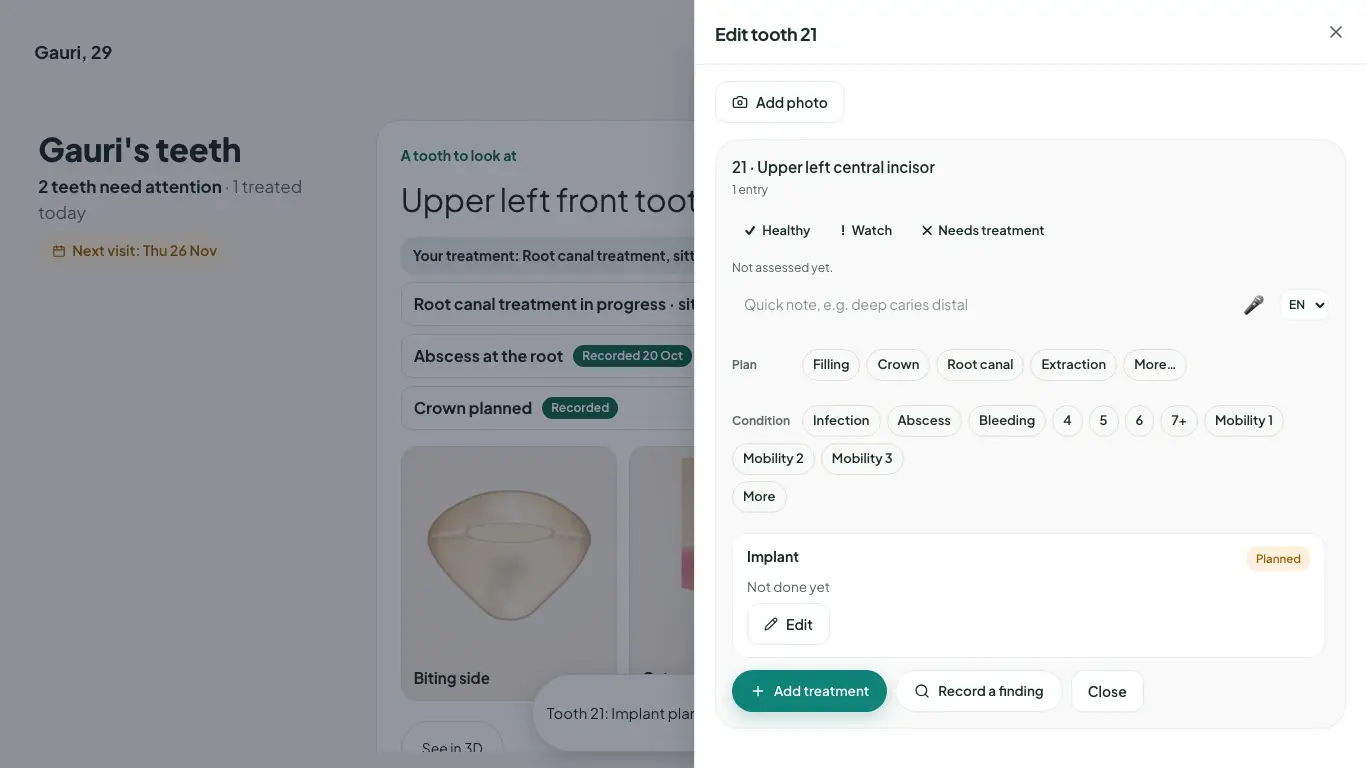 Gauri, 29
Gauri's teeth
2 teeth need attention · 1 treated
today
Next visit: Thu 26 Nov
A tooth to look at
Upper left front toot
Your treatment: Root canal treatment, sitt
Root canal treatment in progress · sit
Abscess at the root Recorded 20 Oct
Crown planned Recorded
Biting side
See in 3D
Tooth 21: Implant plan
Edit tooth 21
Add photo
21 · Upper left central incisor
1 entry
Healthy ! Watch Needs treatment
Not assessed yet.
Quick note, e.g. deep caries distal EN
Plan Filling Crown Root canal Extraction More…
Condition Infection Abscess Bleeding 4 5 6 7+ Mobility 1
Mobility 2 Mobility 3
More
Implant Planned
Not done yet
Edit
Add treatment Record a finding Close